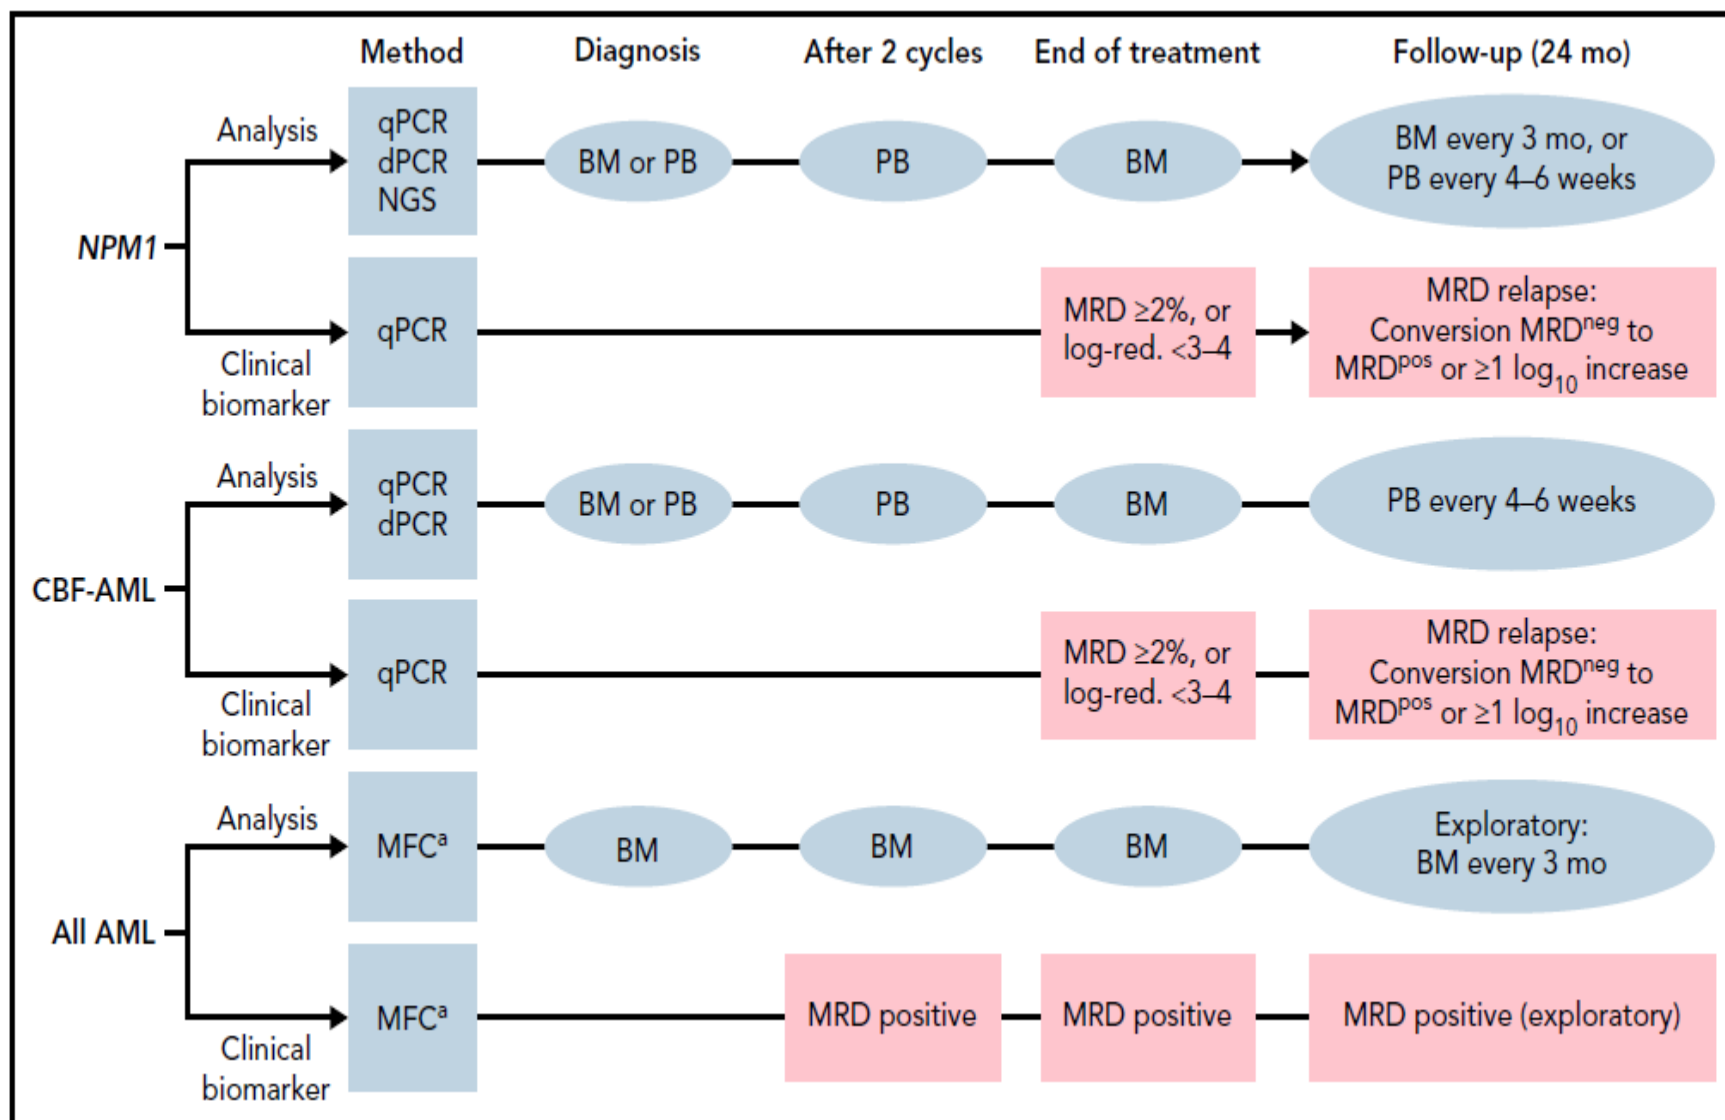 Method Diagnosis After 2 cycles End of treatment Follow-up (24 mo)
NPM1
Analysis
qPCR
dPCR
NGS
BM or PB
PB
BM
BM every 3 mo, or
PB every 4–6 weeks
Clinical
biomarker
qPCR
MRD ≥2%, or
log-red. <3–4
MRD relapse:
Conversion MRDneg to
MRDpos or ≥1 log10 increase
CBF-AML
Analysis
qPCR
dPCR
BM or PB
PB
BM
PB every 4–6 weeks
Clinical
biomarker
qPCR
MRD ≥2%, or
log-red. <3–4
MRD relapse:
Conversion MRDneg to
MRDpos or ≥1 log10 increase
All AML
Analysis
MFCa
BM
BM
BM
Exploratory:
BM every 3 mo
Clinical
biomarker
MFCa
MRD positive
MRD positive
MRD positive (exploratory)